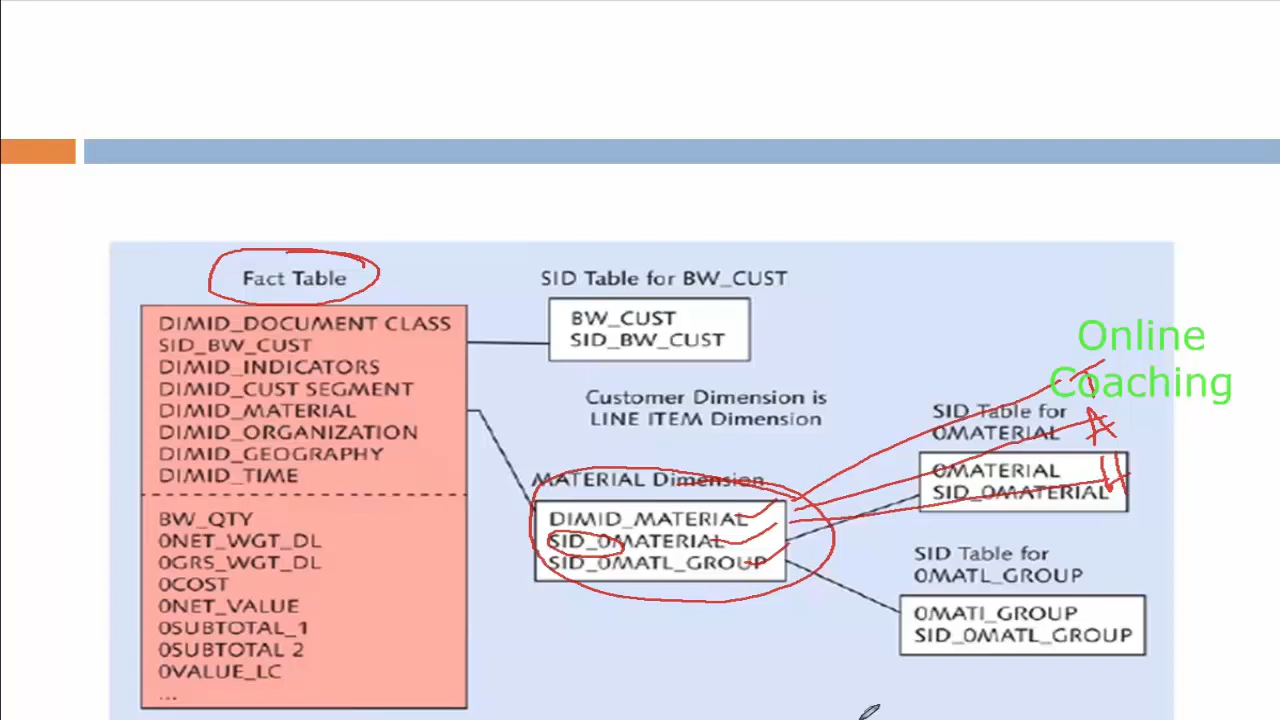 Fact Table
DIMID_DOCUMENT CLASS
SID_BW_CUST
DIMID_INDICATORS
DIMID_CUST SEGMENT
DIMID_MATERIAL
DIMID_ORGANIZATION
DIMID_GEOGRAPHY
DIMID_TIME
BW_QTY
0NET_WGT_DL
0GRS_WGT_DL
0COST
0NET_VALUE
0SUBTOTAL_1
0SUBTOTAL 2
0VALUE_LC
...
SID Table for BW_CUST
BW_CUST
SID_BW_CUST
Customer Dimension is
LINE ITEM Dimension
MATERIAL Dimension
DIMID_MATERIAL
SID_0MATERIAL
SID_0MATL_GROUP
Online
Coaching
T
A
H
SID Table for
0MATERIAL
0MATERIAL
SID_0MATERIAL
SID Table for
0MATL_GROUP
0MATl_GROUP
SID_0MATL_GROUP